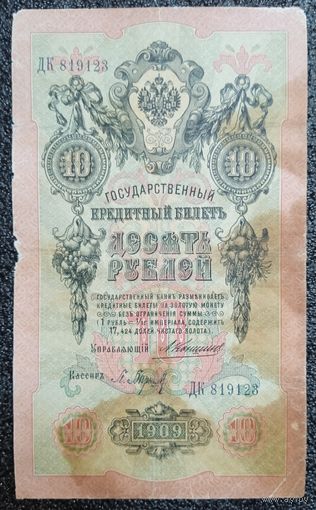 ДК 819123
10 10
ГОСУДАРСТВЕННЫЙ
КРЕДИТНЫЙ БИЛЕТЪ
ДЕСЯТЬ
РУБЛЕЙ
ГОСУДАРСТВЕННЫЙ БАНКЪ РАЗМѢНИВАЕТЪ
КРЕДИТНЫЕ БИЛЕТЫ НА ЗОЛОТУЮ МОНЕТУ
БЕЗЪ ОГРАНИЧЕНІЯ СУММЫ
(1 РУБЛЬ = 1/15 ИМПЕРІАЛА, СОДЕРЖИТЪ
17,424 ДОЛЕЙ ЧИСТАГО ЗОЛОТА).
Управляющій
Кассиръ
ДК 819123
10 1909 10